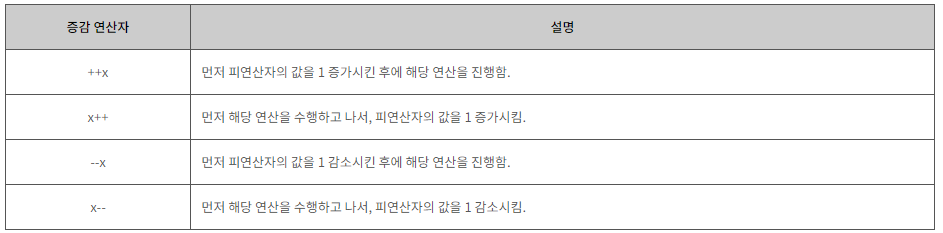 증감 연산자 설명
++x 먼저 피연산자의 값을 1 증가시킨 후에 해당 연산을 진행함.
x++ 먼저 해당 연산을 수행하고 나서, 피연산자의 값을 1 증가시킴.
--x 먼저 피연산자의 값을 1 감소시킨 후에 해당 연산을 진행함.
x-- 먼저 해당 연산을 수행하고 나서, 피연산자의 값을 1 감소시킴.